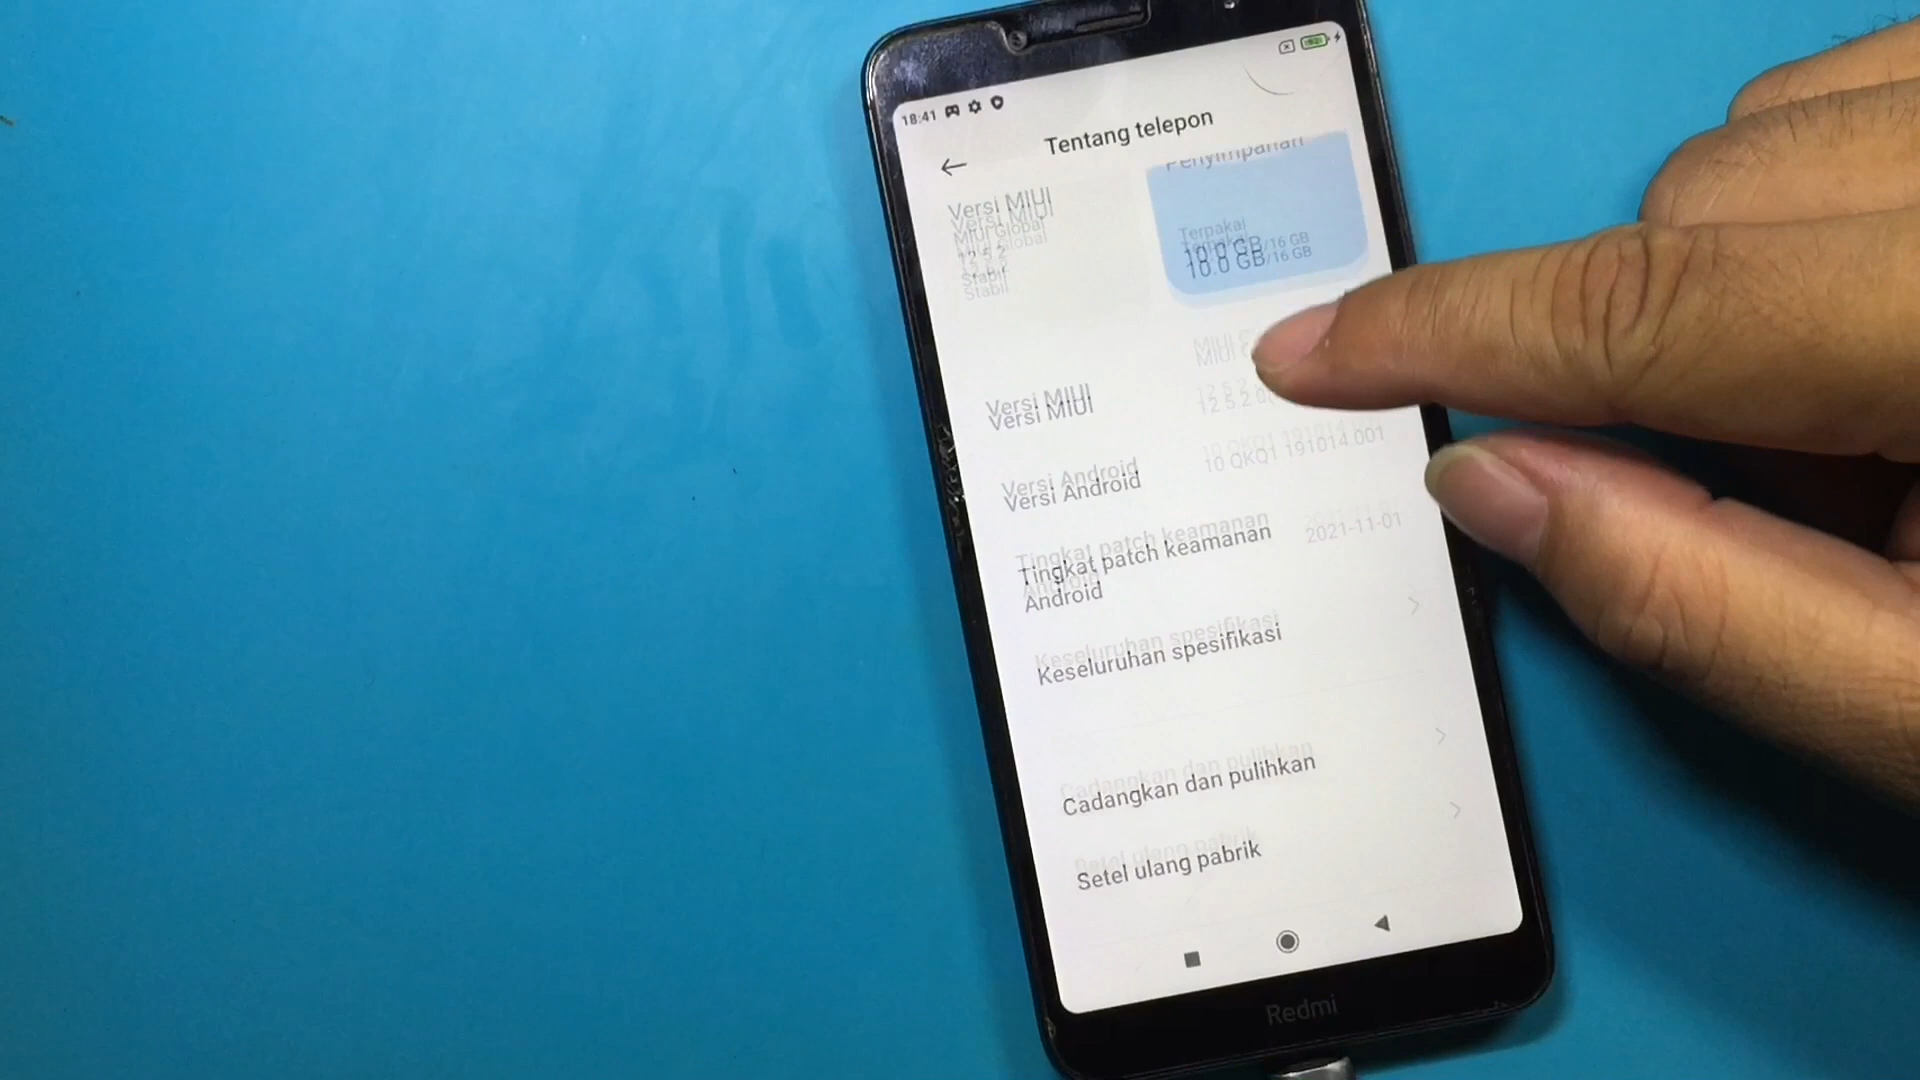 18:41
Tentang telepon
Penyimpanan
Versi MIUI
MIUI Global
12.5.2
Stabil
Terpakai
10.0 GB/16 GB
Versi MIUI
MIUI
12.5.2
Versi Android
10 QKQ1.191014.001
Tingkat patch keamanan
Android
2021-11-01
Keseluruhan spesifikasi
Cadangkan dan pulihkan
Setel ulang pabrik
Redmi